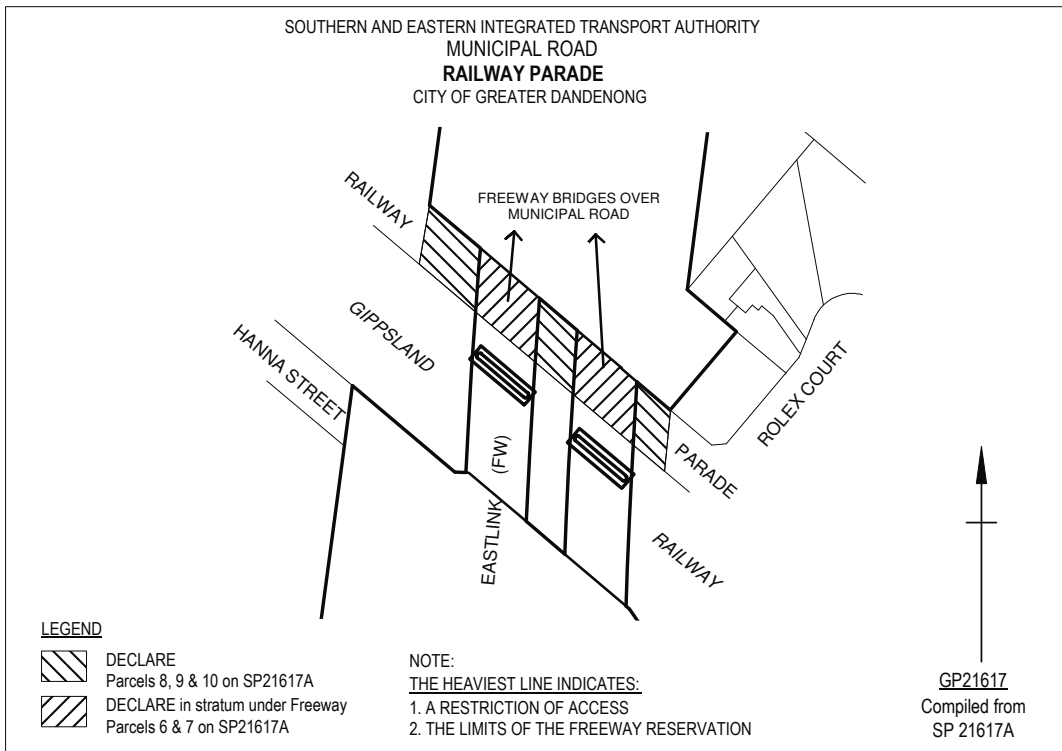 SOUTHERN AND EASTERN INTEGRATED TRANSPORT AUTHORITY
MUNICIPAL ROAD
RAILWAY PARADE
CITY OF GREATER DANDENONG
RAILWAY
FREEWAY BRIDGES OVER
MUNICIPAL ROAD
GIPPSLAND
HANNA STREET
ROLEX COURT
(FW)
EASTLINK
PARADE
RAILWAY
LEGEND
DECLARE
Parcels 8, 9 & 10 on SP21617A
DECLARE in stratum under Freeway
Parcels 6 & 7 on SP21617A
NOTE:
THE HEAVIEST LINE INDICATES:
1. A RESTRICTION OF ACCESS
2. THE LIMITS OF THE FREEWAY RESERVATION
GP21617
Compiled from
SP 21617A